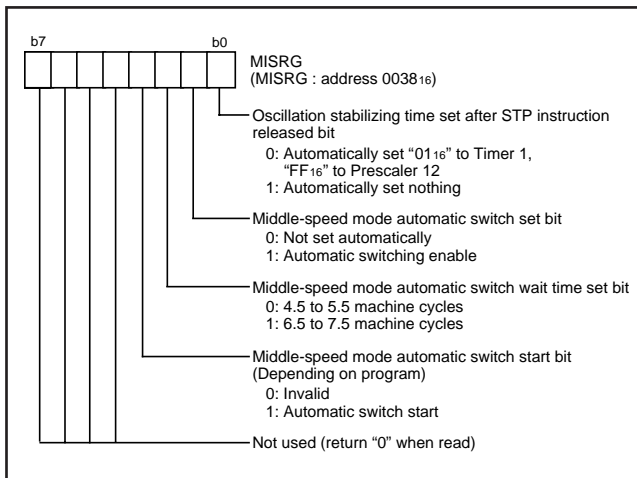 b7 b0
MISRG
(MISRG : address 003816)
Oscillation stabilizing time set after STP instruction
released bit
0: Automatically set “0116” to Timer 1,
“FF16” to Prescaler 12
1: Automatically set nothing
Middle-speed mode automatic switch set bit
0: Not set automatically
1: Automatic switching enable
Middle-speed mode automatic switch wait time set bit
0: 4.5 to 5.5 machine cycles
1: 6.5 to 7.5 machine cycles
Middle-speed mode automatic switch start bit
(Depending on program)
0: Invalid
1: Automatic switch start
Not used (return “0” when read)